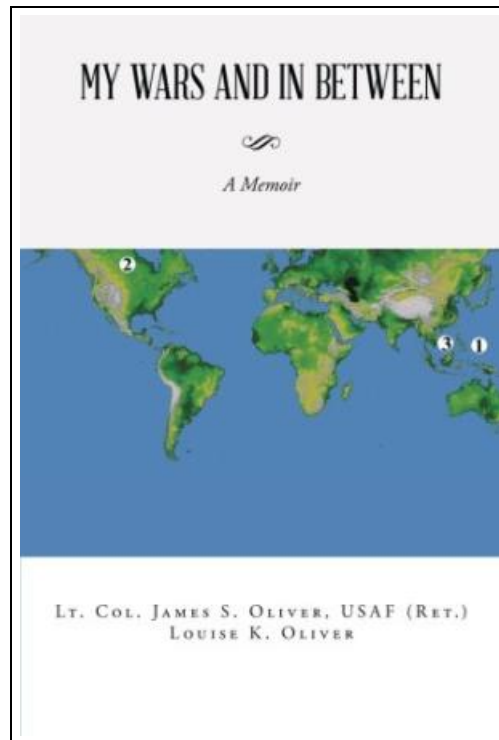 MY WARS AND IN BETWEEN
A Memoir
2
3 1
LT. COL. JAMES S. OLIVER, USAF (RET.)
LOUISE K. OLIVER